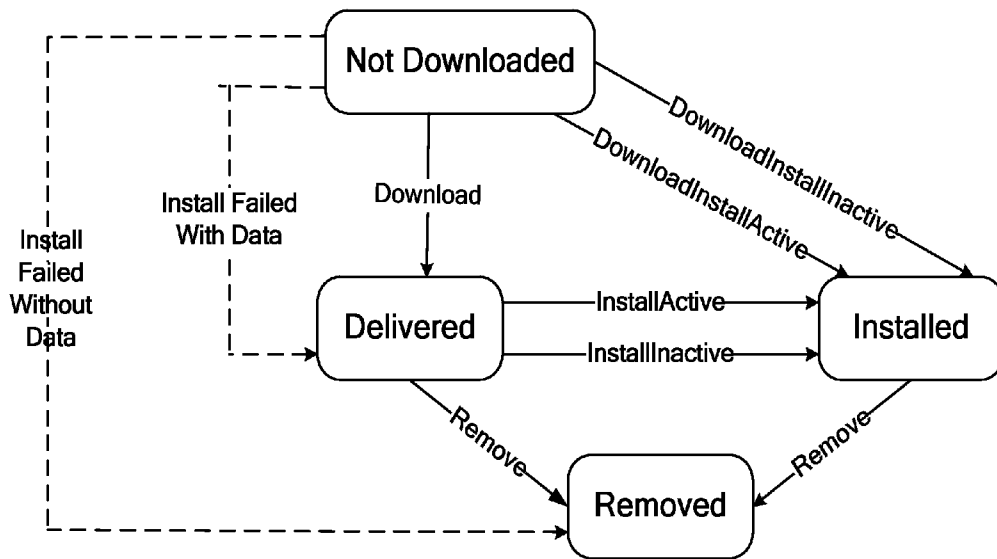 Not Downloaded
DownloadInstallInactive
DownloadInstallActive
Download
Install Failed
With Data
Install
Failed
Without
Data
Delivered
InstallActive
InstallInactive
Installed
Remove
Remove
Removed